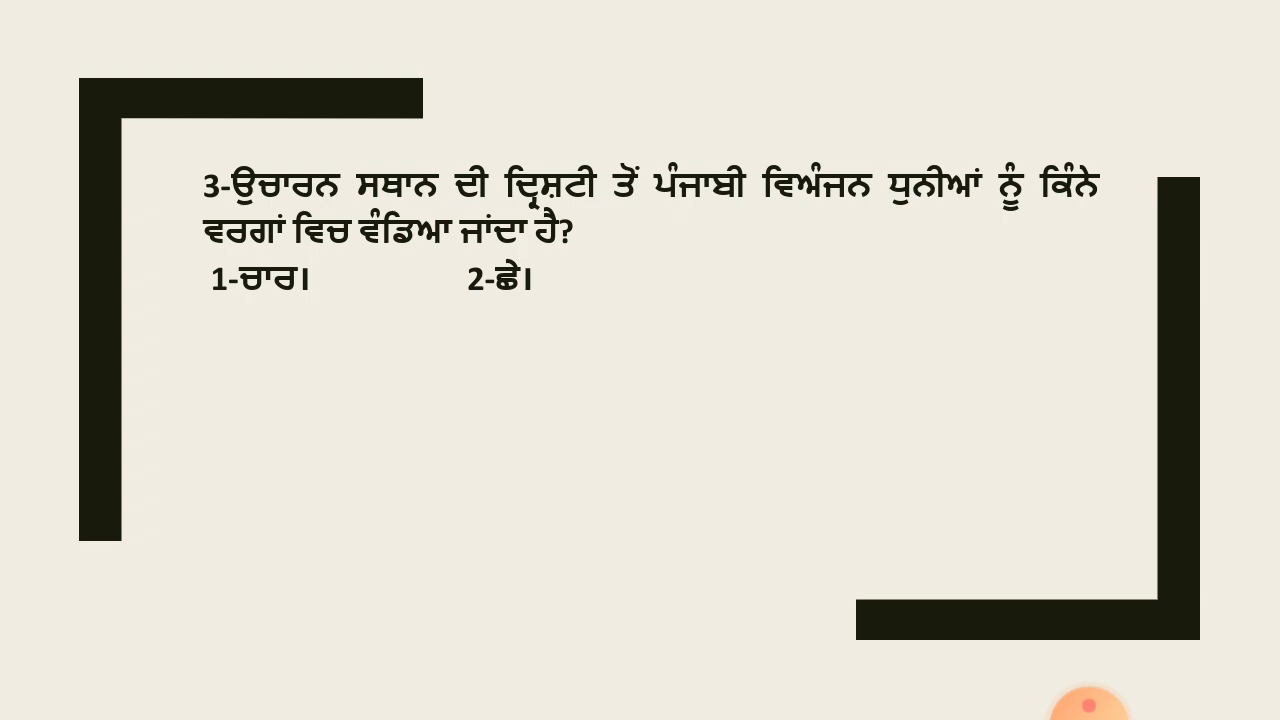 3-ਉਚਾਰਨ ਸਥਾਨ ਦੀ ਦ੍ਰਿਸ਼ਟੀ ਤੋਂ ਪੰਜਾਬੀ ਵਿਅੰਜਨ ਧੁਨੀਆਂ ਨੂੰ ਕਿੰਨੇ
ਵਰਗਾਂ ਵਿਚ ਵੰਡਿਆ ਜਾਂਦਾ ਹੈ?
1-ਚਾਰ। 2-ਛੇ।